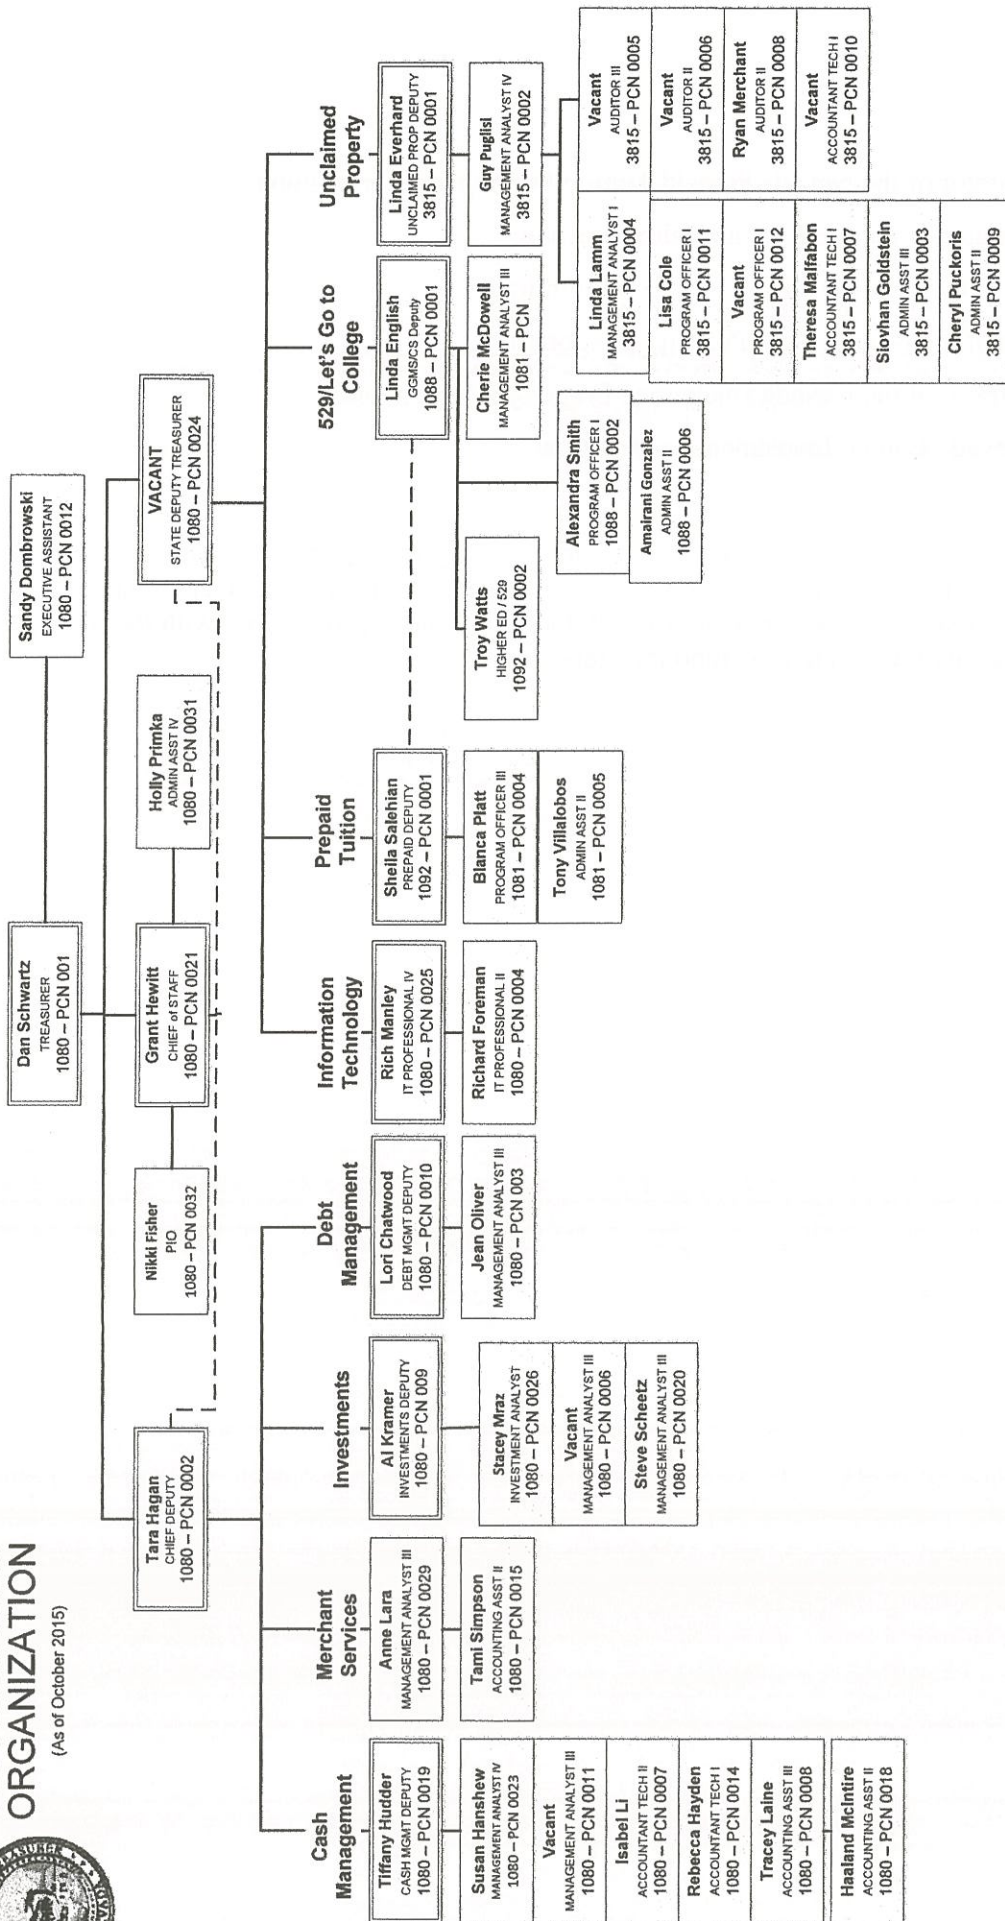 ORGANIZATION
(As of October 2015)
Dan Schwartz
TREASURER
1080 – PCN 001
Sandy Dombrowski
EXECUTIVE ASSISTANT
1080 – PCN 0012
Tara Hagan
CHIEF DEPUTY
1080 – PCN 0002
Nikki Fisher
PIO
1080 – PCN 0032
Grant Hewitt
CHIEF of STAFF
1080 – PCN 0021
Holly Primka
ADMIN ASST IV
1080 – PCN 0031
VACANT
STATE DEPUTY TREASURER
1080 – PCN 0024
Cash
Management
Tiffany Hudder
CASH MGMT DEPUTY
1080 – PCN 0019
Susan Hanshew
MANAGEMENT ANALYST IV
1080 – PCN 0023
Vacant
MANAGEMENT ANALYST III
1080 – PCN 0011
Isabel Li
ACCOUNTANT TECH II
1080 – PCN 0007
Rebecca Hayden
ACCOUNTANT TECH I
1080 – PCN 0014
Tracey Laine
ACCOUNTING ASST III
1080 – PCN 0008
Haaland McIntire
ACCOUNTING ASST II
1080 – PCN 0018
Merchant
Services
Anne Lara
MANAGEMENT ANALYST III
1080 – PCN 0029
Tami Simpson
ACCOUNTING ASST II
1080 – PCN 0015
Investments
Al Kramer
INVESTMENTS DEPUTY
1080 – PCN 009
Stacey Mraz
INVESTMENT ANALYST
1080 – PCN 0026
Vacant
MANAGEMENT ANALYST III
1080 – PCN 0006
Steve Scheetz
MANAGEMENT ANALYST III
1080 – PCN 0020
Debt
Management
Lori Chatwood
DEBT MGMT DEPUTY
1080 – PCN 0010
Jean Oliver
MANAGEMENT ANALYST III
1080 – PCN 003
Information
Technology
Rich Manley
IT PROFESSIONAL IV
1080 – PCN 0025
Richard Foreman
IT PROFESSIONAL II
1080 – PCN 0004
Prepaid
Tuition
Sheila Salehian
PREPAID DEPUTY
1092 – PCN 0001
Blanca Platt
PROGRAM OFFICER III
1081 – PCN 0004
Tony Villalobos
ADMIN ASST II
1081 – PCN 0005
529/Let's Go to
College
Linda English
GGMS/CS Deputy
1088 – PCN 0001
Cherie McDowell
MANAGEMENT ANALYST III
1081 – PCN
Troy Watts
HIGHER ED / 529
1092 – PCN 0002
Alexandra Smith
PROGRAM OFFICER I
1088 – PCN 0002
Amairani Gonzalez
ADMIN ASST II
1088 – PCN 0006
Unclaimed
Property
Linda Everhard
UNCLAIMED PROP DEPUTY
3815 – PCN 0001
Guy Puglisi
MANAGEMENT ANALYST IV
3815 – PCN 0002
Linda Lamm
MANAGEMENT ANALYST I
3815 – PCN 0004
Lisa Cole
PROGRAM OFFICER I
3815 – PCN 0011
Vacant
PROGRAM OFFICER I
3815 – PCN 0012
Theresa Malfabon
ACCOUNTANT TECH I
3815 – PCN 0007
Siovhan Goldstein
ADMIN ASST III
3815 – PCN 0003
Cheryl Puckoris
ADMIN ASST II
3815 – PCN 0009
Vacant
AUDITOR III
3815 – PCN 0005
Vacant
AUDITOR II
3815 – PCN 0006
Ryan Merchant
AUDITOR II
3815 – PCN 0008
Vacant
ACCOUNTANT TECH I
3815 – PCN 0010